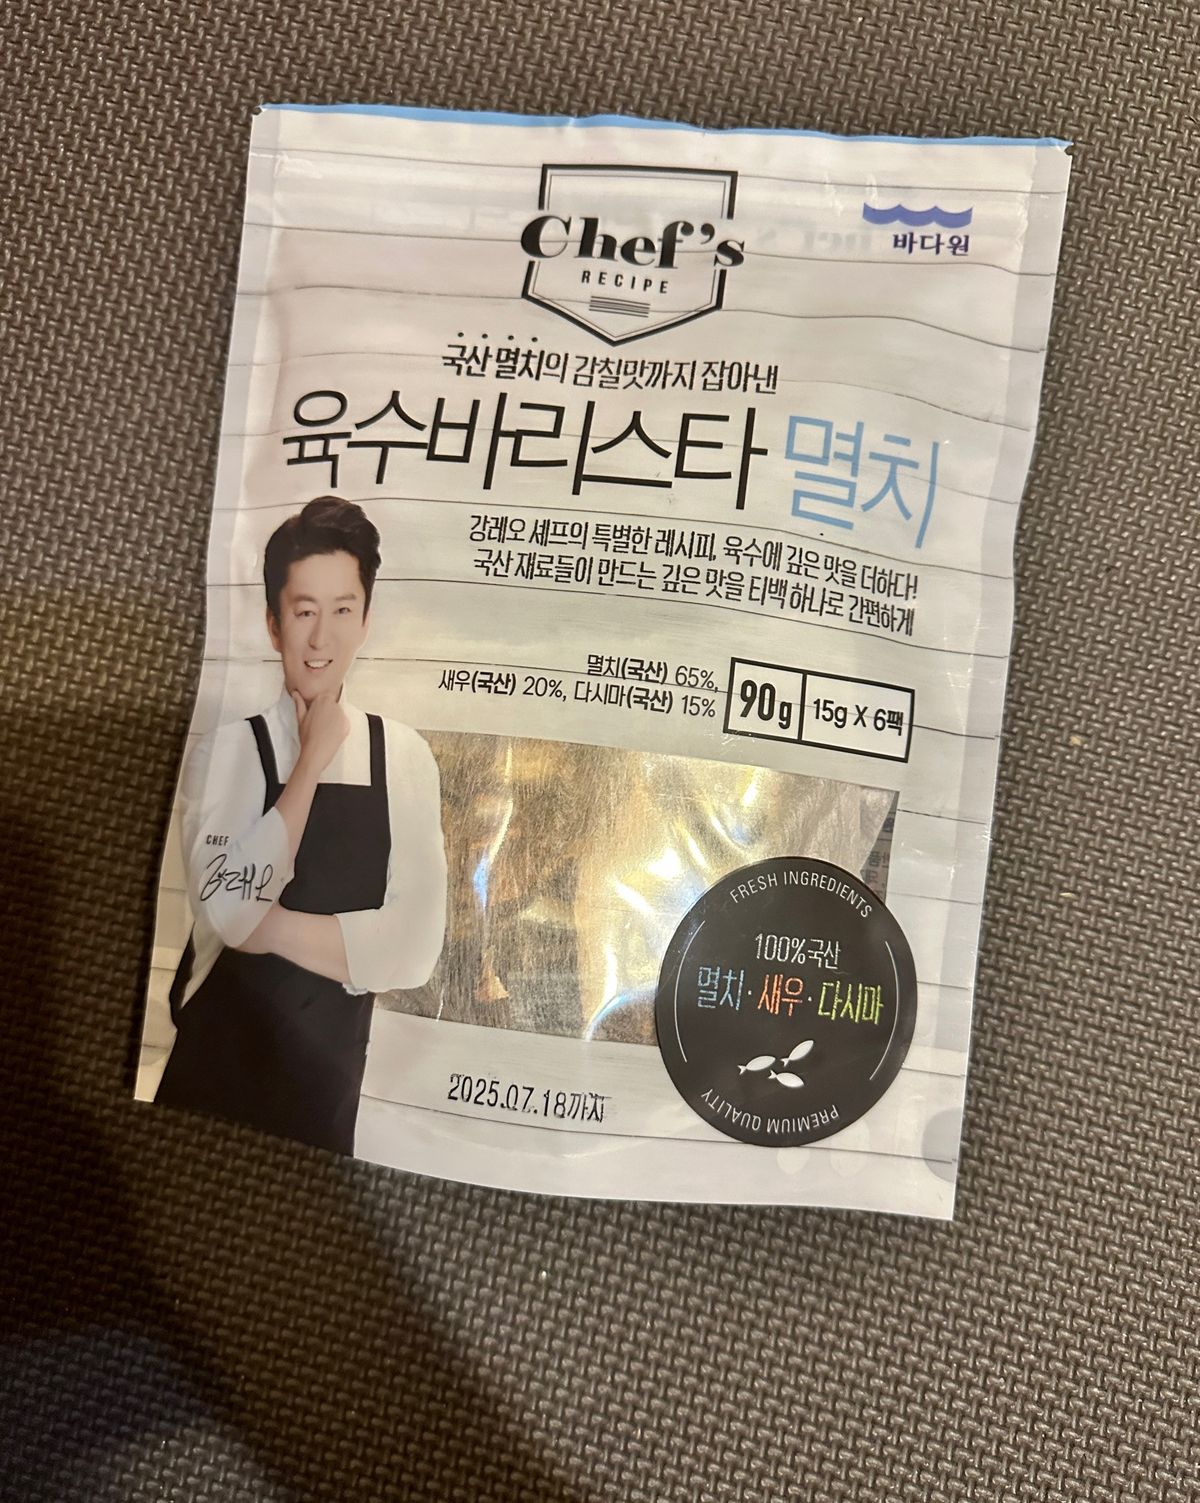 Chef's
RECIPE
바다원
국산 멸치의 감칠맛까지 잡아낸
육수바리스타 멸치
강레오 셰프의 특별한 레시피, 육수에 깊은 맛을 더하다!
국산 재료들이 만드는 깊은 맛을 티백 하나로 간편하게
멸치(국산) 65%,
새우(국산) 20%, 다시마(국산) 15%
90g 15g X 6팩
CHEF
강레오
FRESH INGREDIENTS
100%국산
멸치·새우·다시마
PREMIUM QUALITY
2025.07.18까지